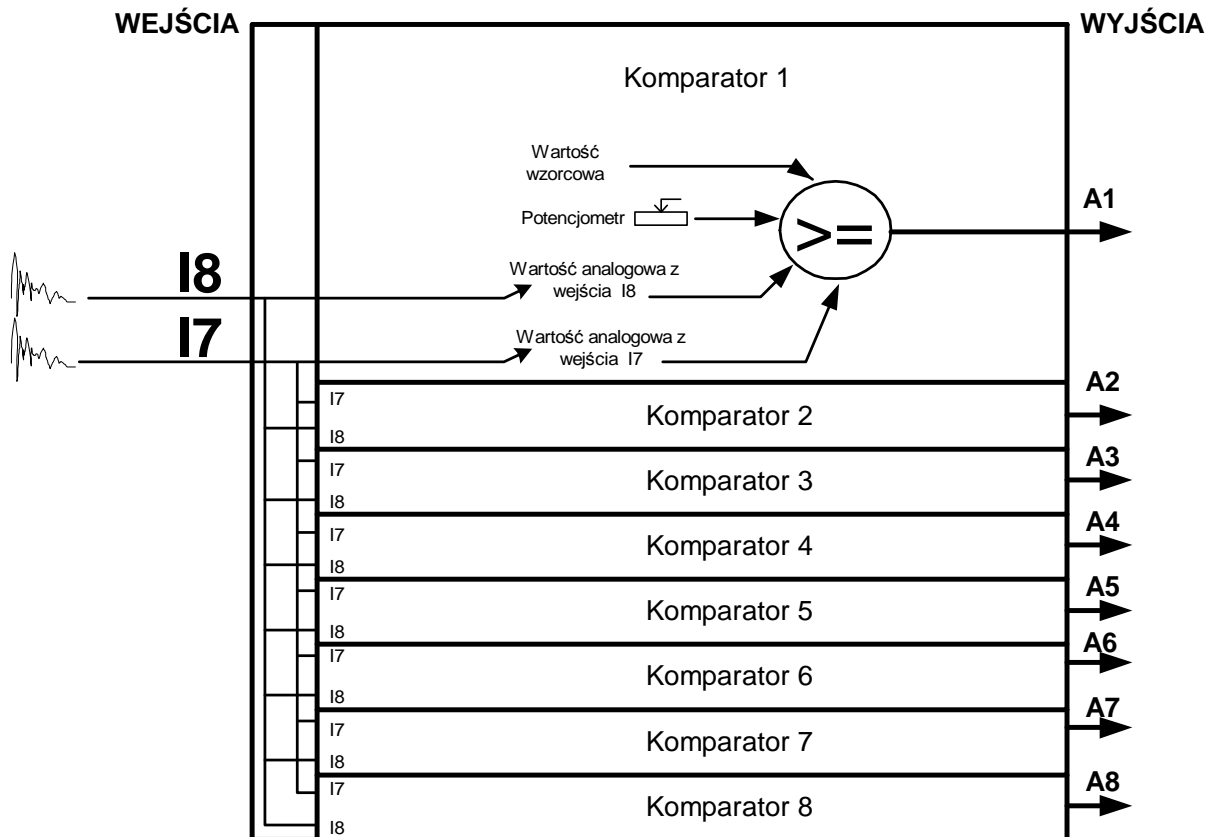 WEJŚCIA
WYJŚCIA
Komparator 1
Wartość
wzorcowa
Potencjometr
>=
A1
I8
Wartość analogowa z
wejścia I8
I7
Wartość analogowa z
wejścia I7
A2
I7
Komparator 2
I8
A3
I7
Komparator 3
I8
A4
I7
Komparator 4
I8
A5
I7
Komparator 5
I8
A6
I7
Komparator 6
I8
A7
I7
Komparator 7
I8
A8
I7
Komparator 8
I8